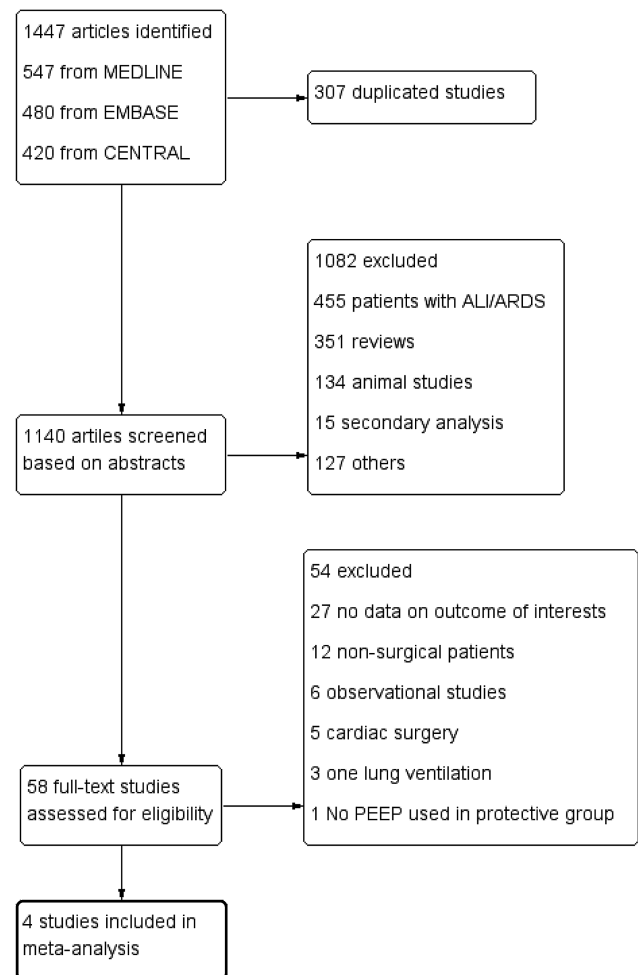 1447 articles identified
547 from MEDLINE
480 from EMBASE
420 from CENTRAL
307 duplicated studies
1082 excluded
455 patients with ALI/ARDS
351 reviews
134 animal studies
15 secondary analysis
127 others
1140 artiles screened
based on abstracts
54 excluded
27 no data on outcome of interests
12 non-surgical patients
6 observational studies
5 cardiac surgery
3 one lung ventilation
1 No PEEP used in protective group
58 full-text studies
assessed for eligibility
4 studies included in
meta-analysis